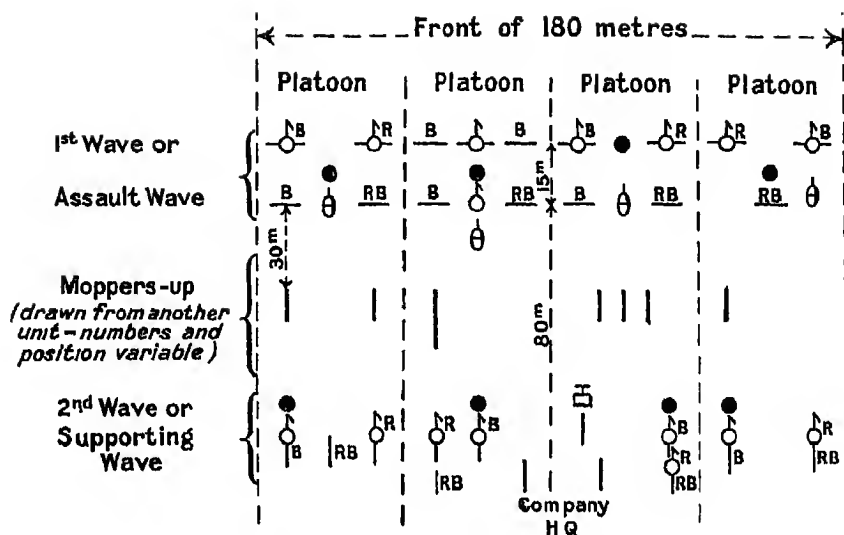 Front of 180 metres
Platoon Platoon Platoon Platoon
1st Wave or
B R B B B R R B
Assault Wave
15m
B RB B RB B RB RB
30m
Moppers-up
(drawn from another
unit-numbers and
position variable)
80m
2nd Wave or
Supporting
Wave
R R B B R
B RB R B RB
RB RB
Company
HQ